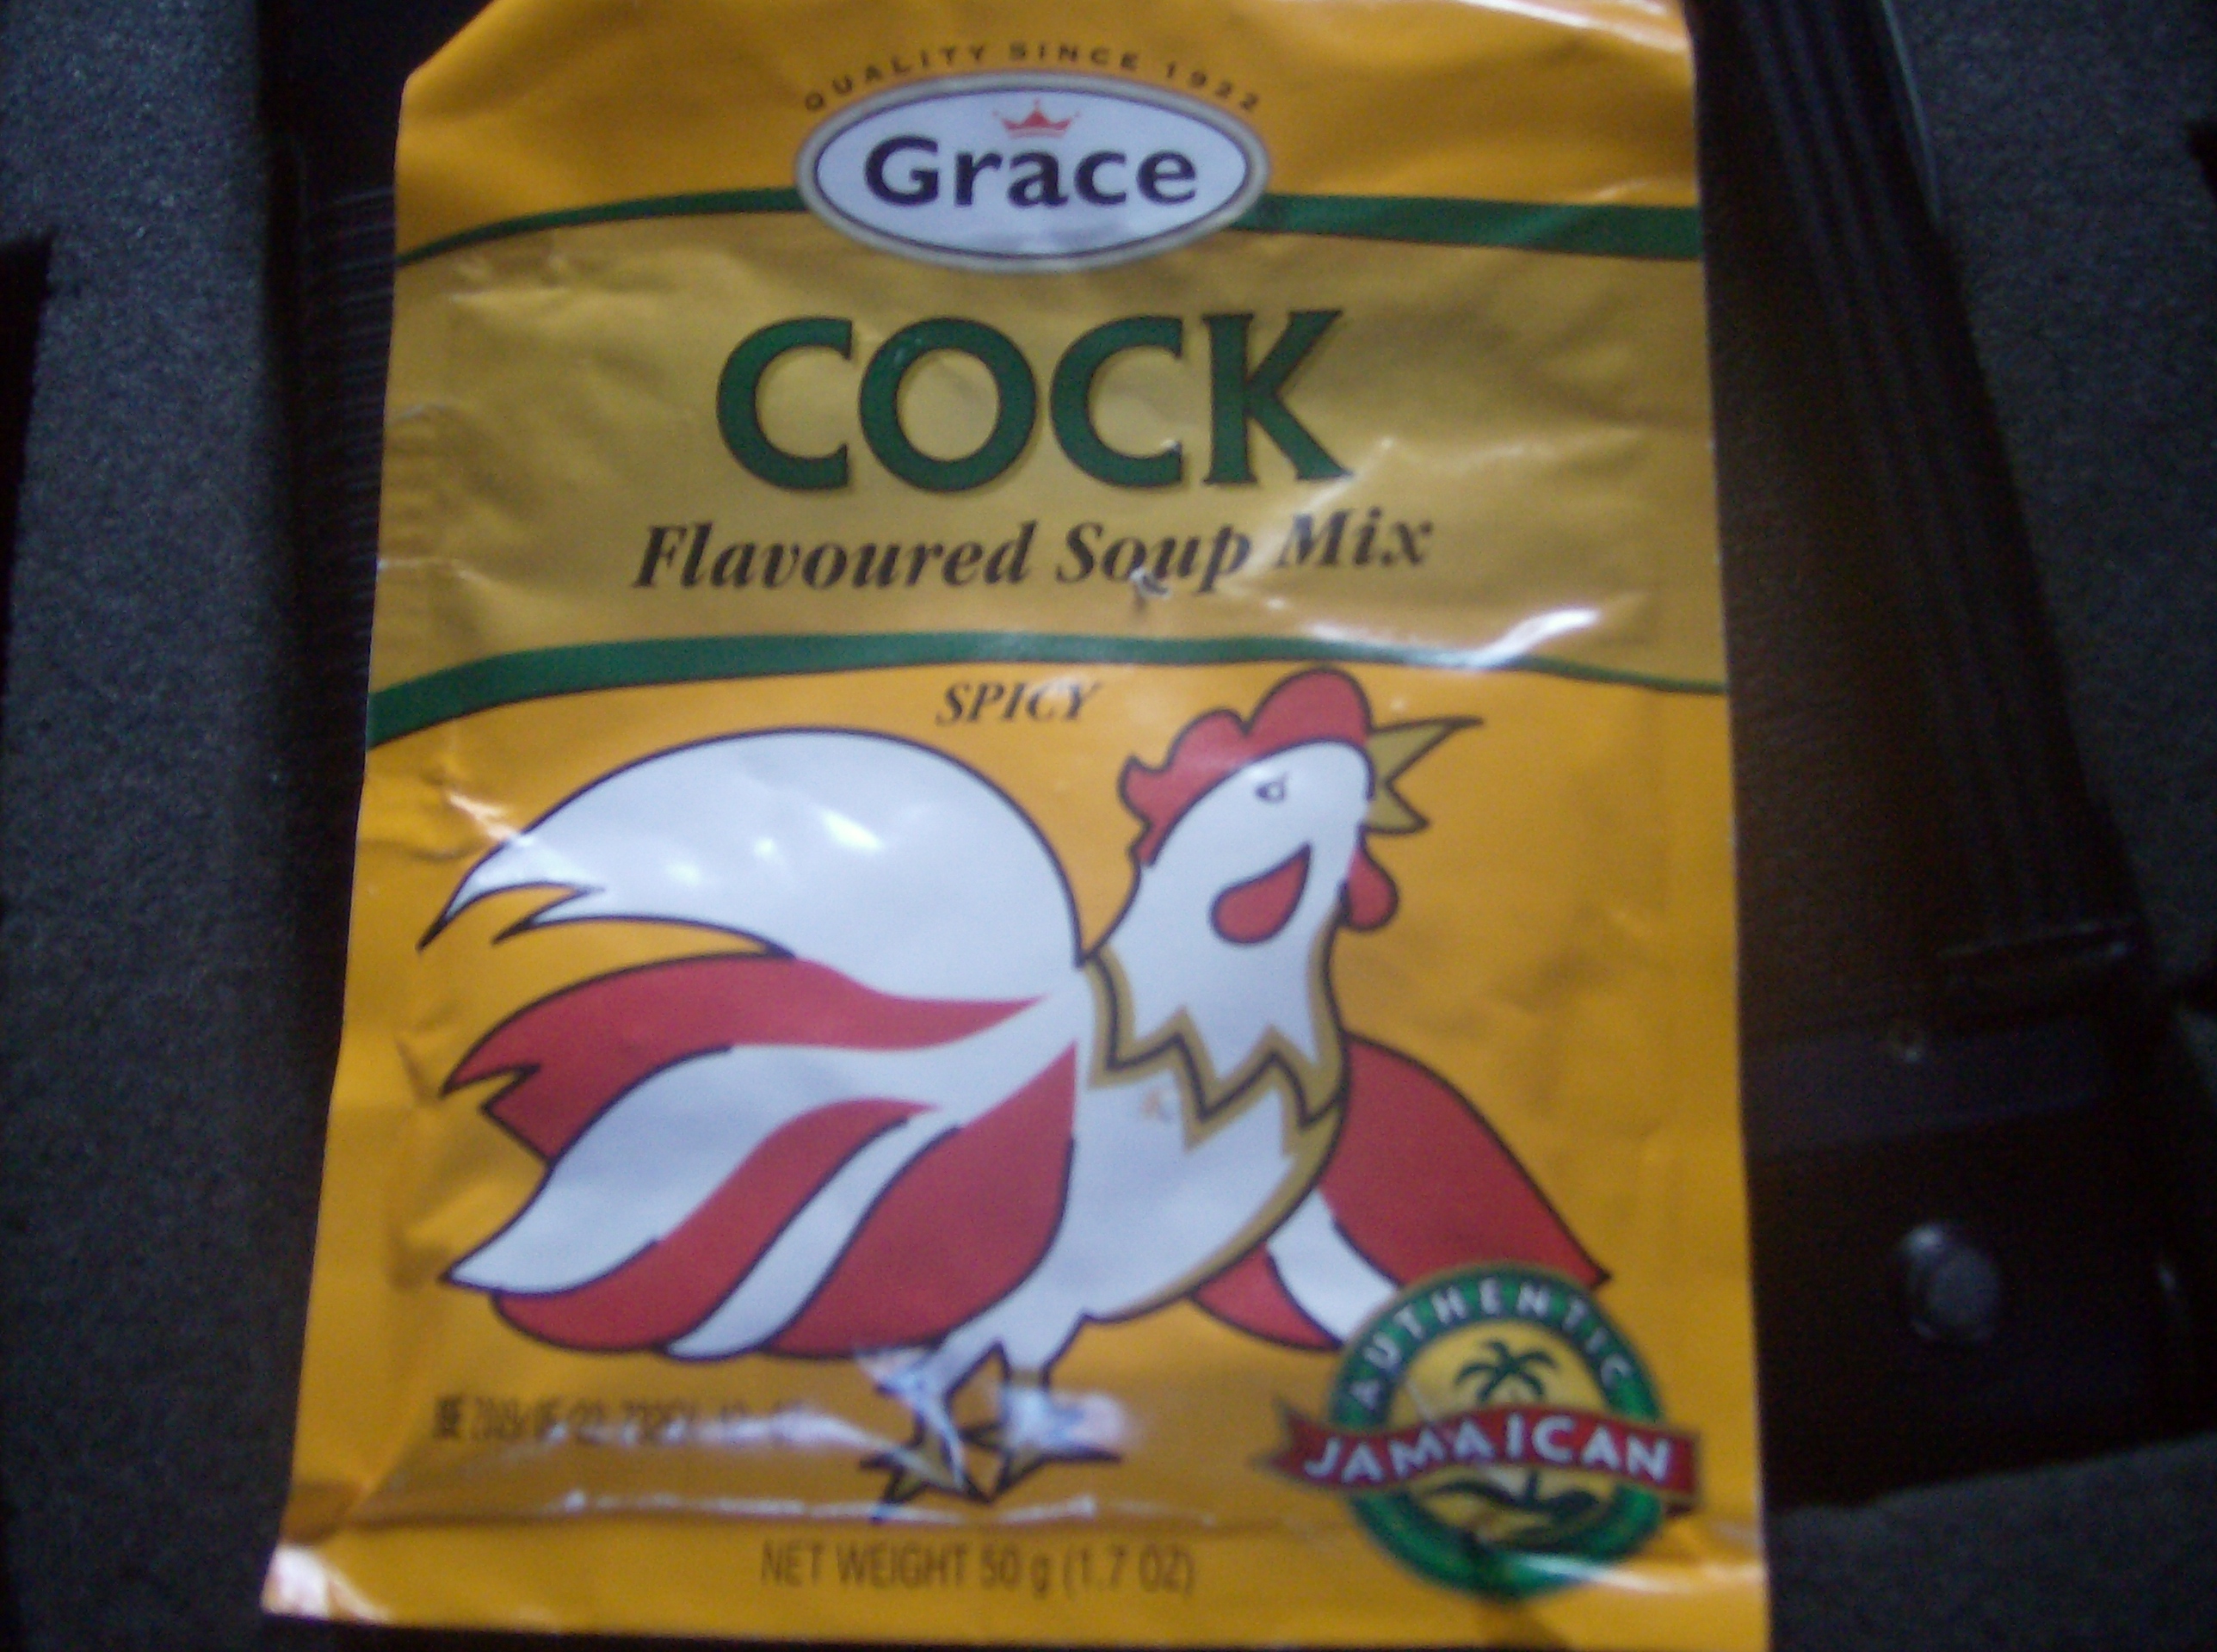 QUALITY SINCE 1922
Grace
COCK
Flavoured Soup Mix
SPICY
AUTHENTIC
JAMAICAN
NET WEIGHT 50 g (1.7 OZ)